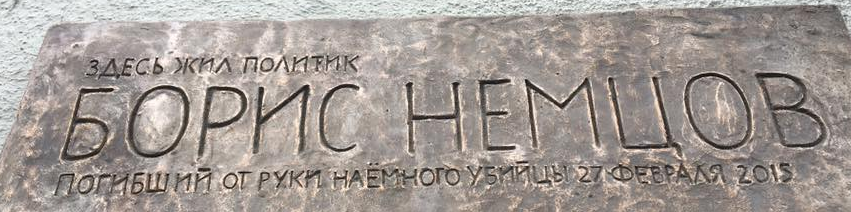 ЗДЕСЬ ЖИЛ ПОЛИТИК
БОРИС НЕМЦОВ
ПОГИБШИЙ ОТ РУКИ НАЁМНОГО УБИЙЦЫ 27 ФЕВРАЛЯ 2015